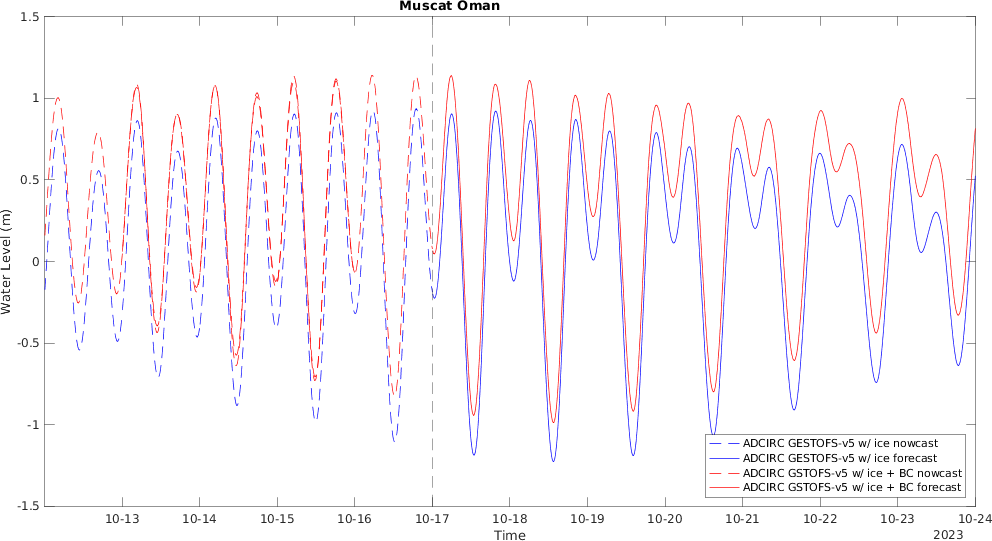 Muscat Oman
1.5
1
0.5
0
-0.5
-1
-1.5
Water Level (m)
10-13 10-14 10-15 10-16 10-17 10-18 10-19 10-20 10-21 10-22 10-23 10-24
Time
2023
ADCIRC GESTOFS-v5 w/ ice nowcast
ADCIRC GESTOFS-v5 w/ ice forecast
ADCIRC GSTOFS-v5 w/ ice + BC nowcast
ADCIRC GSTOFS-v5 w/ ice + BC forecast